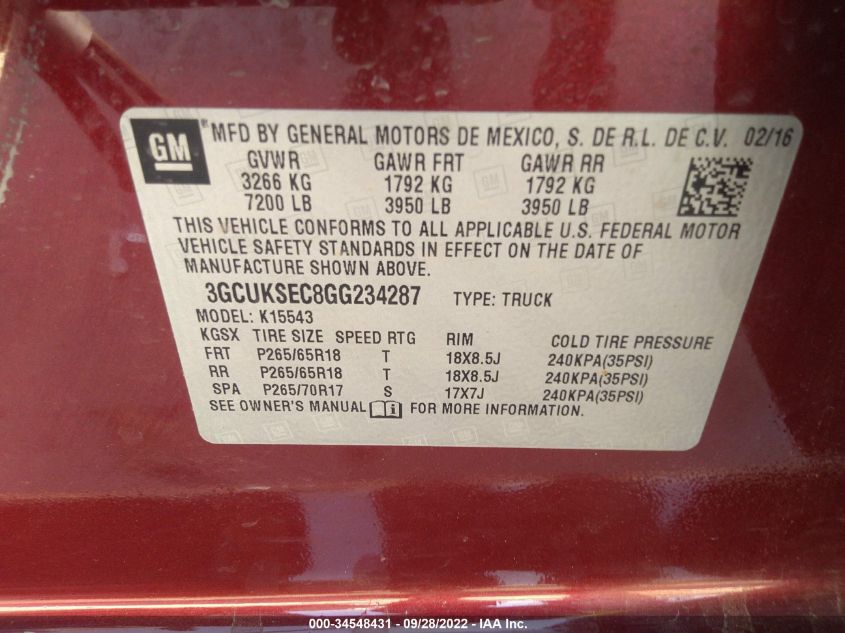 GM ® MFD BY GENERAL MOTORS DE MEXICO, S. DE R.L. DE C.V. 02/16
GVWR GAWR FRT GAWR RR
3266 KG 1792 KG 1792 KG
7200 LB 3950 LB 3950 LB
THIS VEHICLE CONFORMS TO ALL APPLICABLE U.S. FEDERAL MOTOR
VEHICLE SAFETY STANDARDS IN EFFECT ON THE DATE OF
MANUFACTURE SHOWN ABOVE.
3GCUKSEC8GG234287 TYPE: TRUCK
MODEL: K15543
KGSX TIRE SIZE SPEED RTG RIM COLD TIRE PRESSURE
FRT P265/65R18 T 18X8.5J 240KPA(35PSI)
RR P265/65R18 T 18X8.5J 240KPA(35PSI)
SPA P265/70R17 S 17X7J 240KPA(35PSI)
SEE OWNER'S MANUAL i FOR MORE INFORMATION.
000-34548431 - 09/28/2022 - IAA Inc.